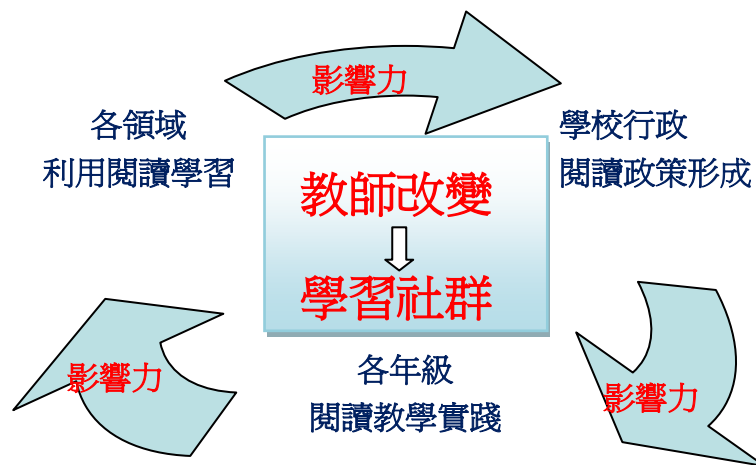 影響力
各領域
利用閱讀學習
學校行政
閱讀政策形成
教師改變
學習社群
影響力
各年級
閱讀教學實踐
影響力